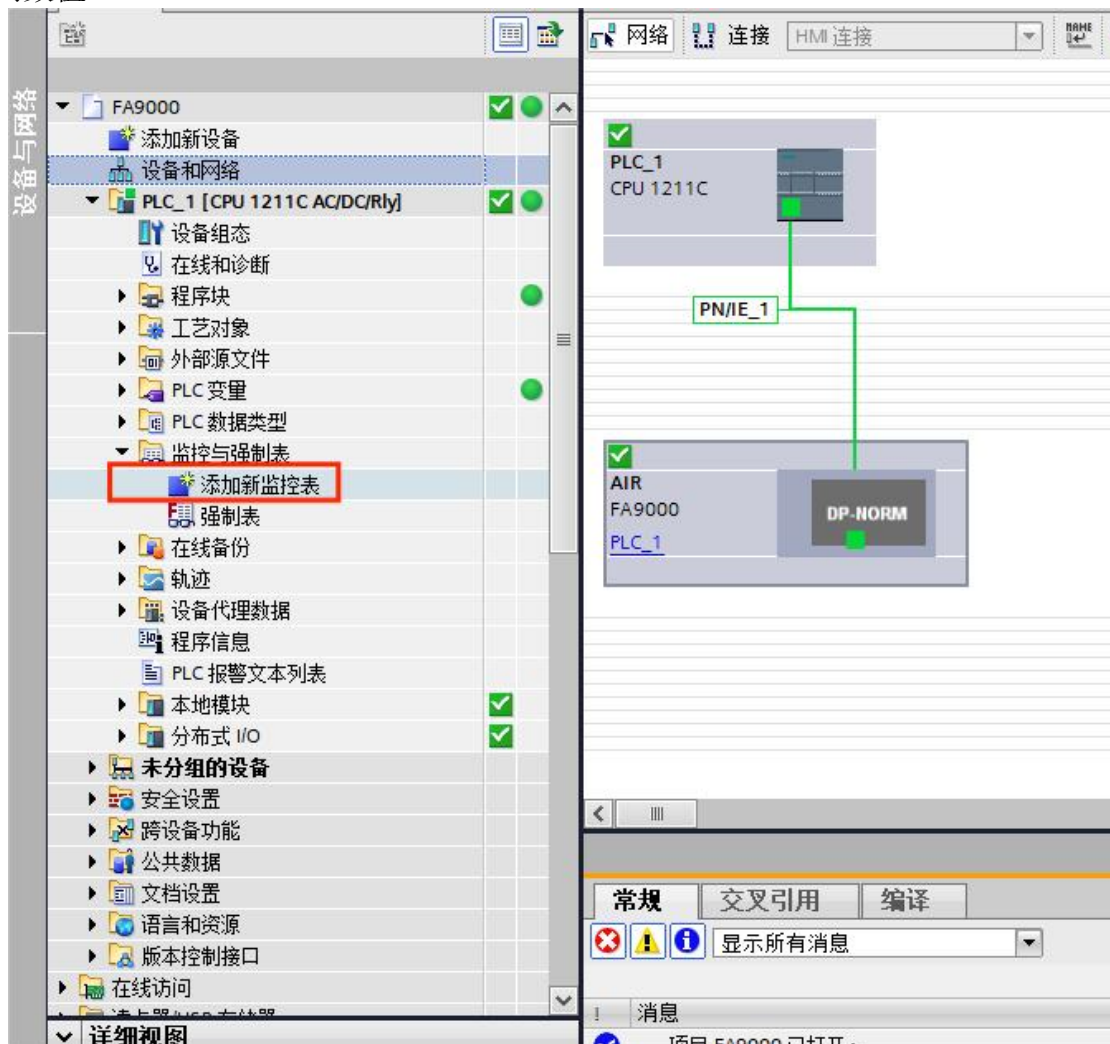 设备与网络
FA9000
添加新设备
设备和网络
PLC_1 [CPU 1211C AC/DC/Rly]
设备组态
在线和诊断
程序块
工艺对象
外部源文件
PLC 变量
PLC 数据类型
监控与强制表
添加新监控表
强制表
在线备份
轨迹
设备代理数据
程序信息
PLC 报警文本列表
本地模块
分布式 I/O
未分组的设备
安全设置
跨设备功能
公共数据
文档设置
语言和资源
版本控制接口
在线访问
详细视图
网络 连接 HMI 连接
NAME
PLC_1
CPU 1211C
PN/IE_1
AIR
FA9000
PLC_1
DP-NORM
常规 交叉引用 编译
显示所有消息
! 消息
项目 FA9000 已打开。